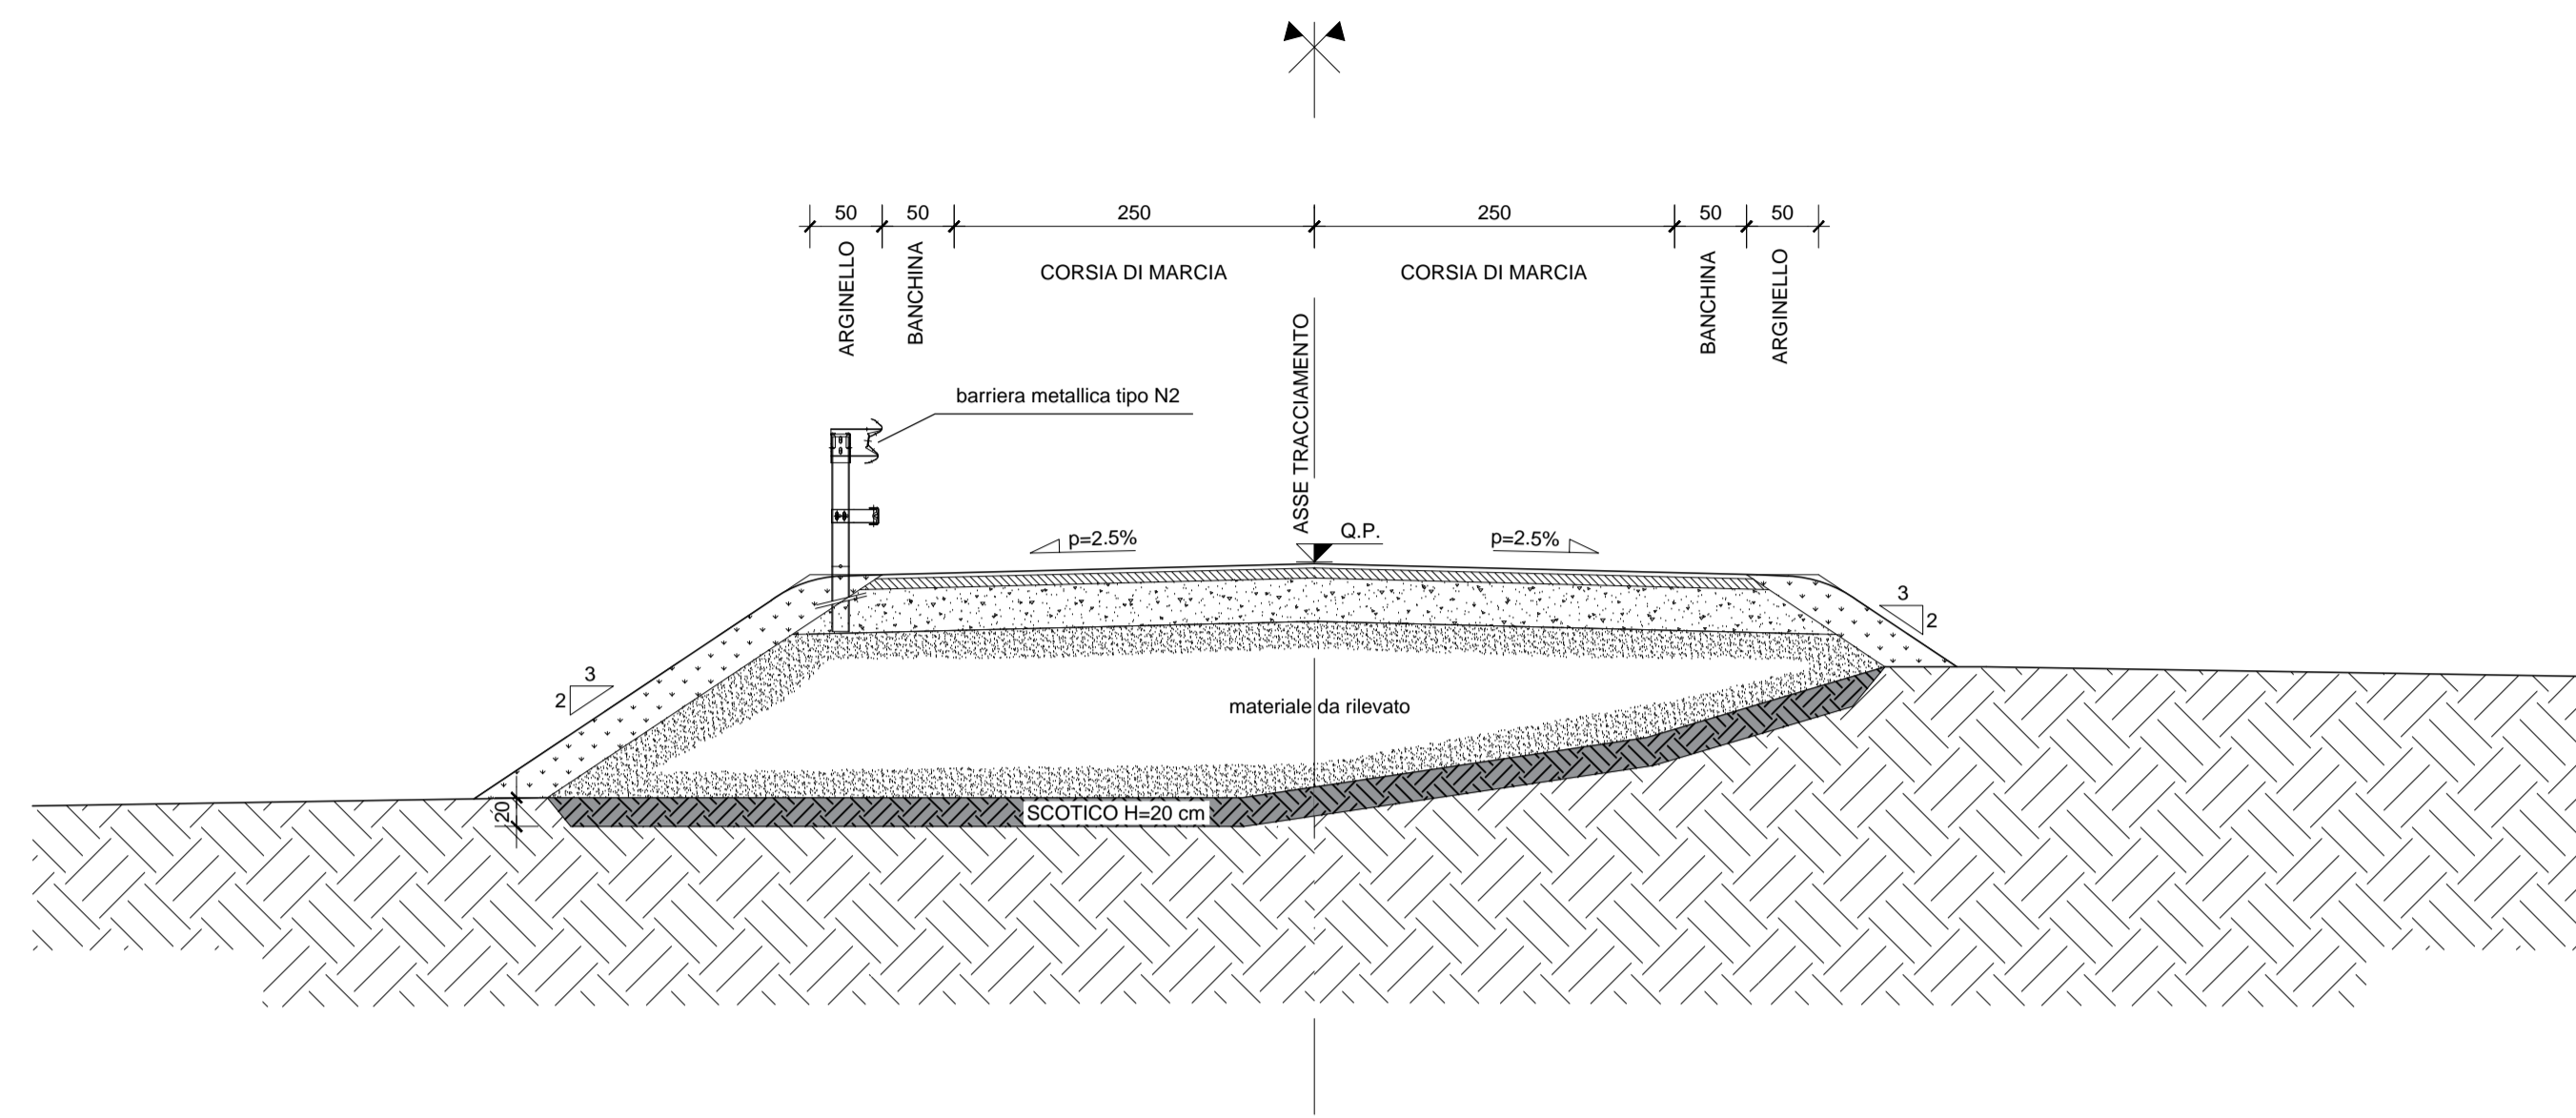 50 50 250 250 50 50
ARGINELLO
BANCHINA
CORSIA DI MARCIA
CORSIA DI MARCIA
BANCHINA
ARGINELLO
ASSE TRACCIAMENTO
barriera metallica tipo N2
p=2.5%
Q.P.
p=2.5%
3
2
3
2
materiale da rilevato
20
SCOTICO H=20 cm